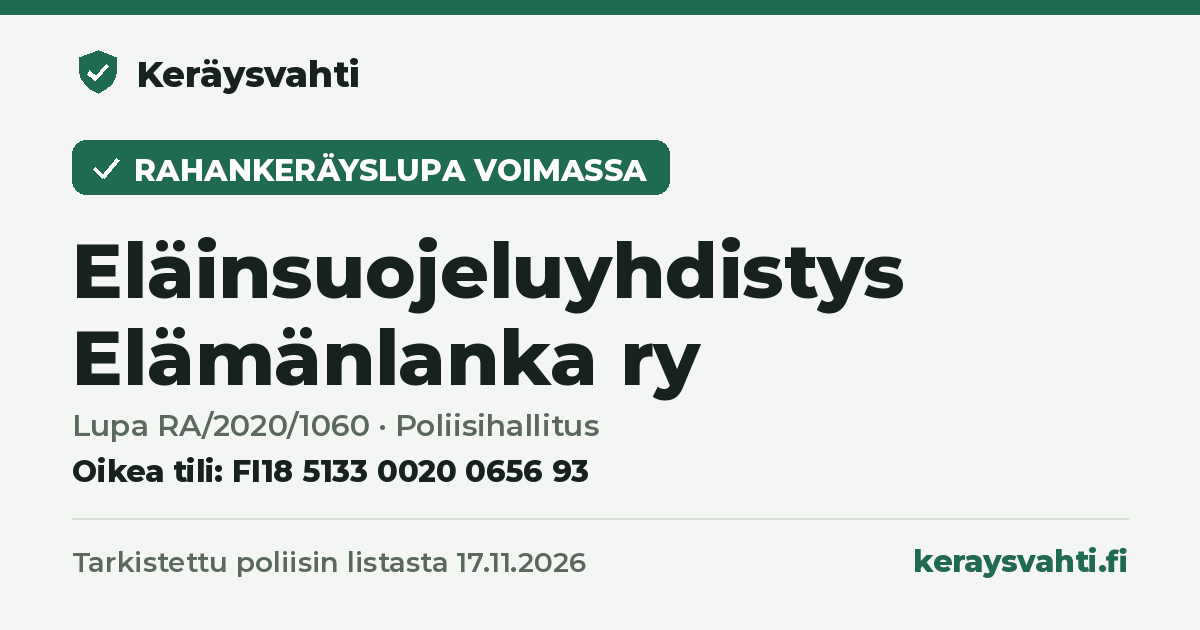 Keräysvahti
RAHANKERÄYSLUPA VOIMASSA
Eläinsuojeluyhdistys
Elämänlanka ry
Lupa RA/2020/1060 · Poliisihallitus
Oikea tili: FI18 5133 0020 0656 93
Tarkistettu poliisin listasta 17.11.2026
keraysvahti.fi